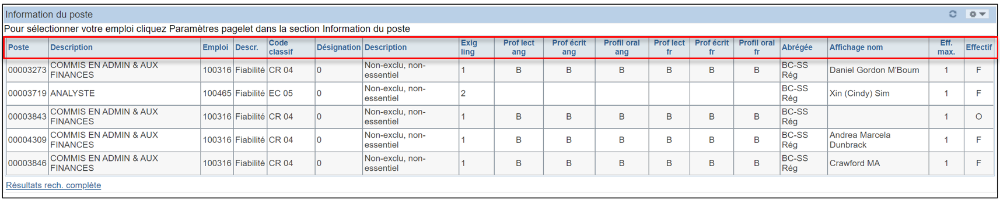 Information du poste
Pour sélectionner votre emploi cliquez Paramètres pagelet dans la section Information du poste
Poste Description Emploi Descr. Code classif Désignation Description Exig ling Prof lect ang Prof écrit ang Profil oral ang Prof lect fr Prof écrit fr Profil oral fr Abrégée Affichage nom Eff. max. Effectif
00003273 COMMIS EN ADMIN & AUX FINANCES 100316 Fiabilité CR 04 0 Non-exclu, non-essentiel 1 B B B B B B BC-SS Rég Daniel Gordon M'Boum 1 F
00003719 ANALYSTE 100465 Fiabilité EC 05 0 Non-exclu, non-essentiel 2 BC-SS Rég Xin (Cindy) Sim 1 F
00003843 COMMIS EN ADMIN & AUX FINANCES 100316 Fiabilité CR 04 0 Non-exclu, non-essentiel 1 B B B B B B BC-SS Rég 1 O
00004309 COMMIS EN ADMIN & AUX FINANCES 100316 Fiabilité CR 04 0 Non-exclu, non-essentiel 1 B B B B B B BC-SS Rég Andrea Marcela Dunbrack 1 F
00003846 COMMIS EN ADMIN & AUX FINANCES 100316 Fiabilité CR 04 0 Non-exclu, non-essentiel 1 B B B B B B BC-SS Rég Crawford MA 1 F
Résultats rech. complète